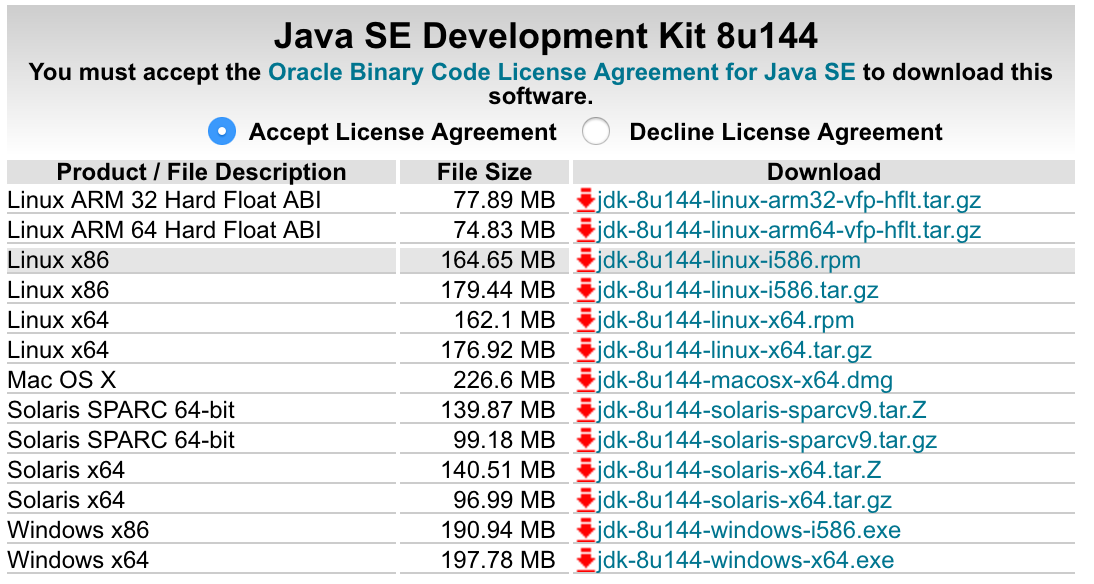 Java SE Development Kit 8u144
You must accept the Oracle Binary Code License Agreement for Java SE to download this
software.
Accept License Agreement Decline License Agreement
Product / File Description File Size Download
Linux ARM 32 Hard Float ABI 77.89 MB jdk-8u144-linux-arm32-vfp-hflt.tar.gz
Linux ARM 64 Hard Float ABI 74.83 MB jdk-8u144-linux-arm64-vfp-hflt.tar.gz
Linux x86 164.65 MB jdk-8u144-linux-i586.rpm
Linux x86 179.44 MB jdk-8u144-linux-i586.tar.gz
Linux x64 162.1 MB jdk-8u144-linux-x64.rpm
Linux x64 176.92 MB jdk-8u144-linux-x64.tar.gz
Mac OS X 226.6 MB jdk-8u144-macosx-x64.dmg
Solaris SPARC 64-bit 139.87 MB jdk-8u144-solaris-sparcv9.tar.Z
Solaris SPARC 64-bit 99.18 MB jdk-8u144-solaris-sparcv9.tar.gz
Solaris x64 140.51 MB jdk-8u144-solaris-x64.tar.Z
Solaris x64 96.99 MB jdk-8u144-solaris-x64.tar.gz
Windows x86 190.94 MB jdk-8u144-windows-i586.exe
Windows x64 197.78 MB jdk-8u144-windows-x64.exe